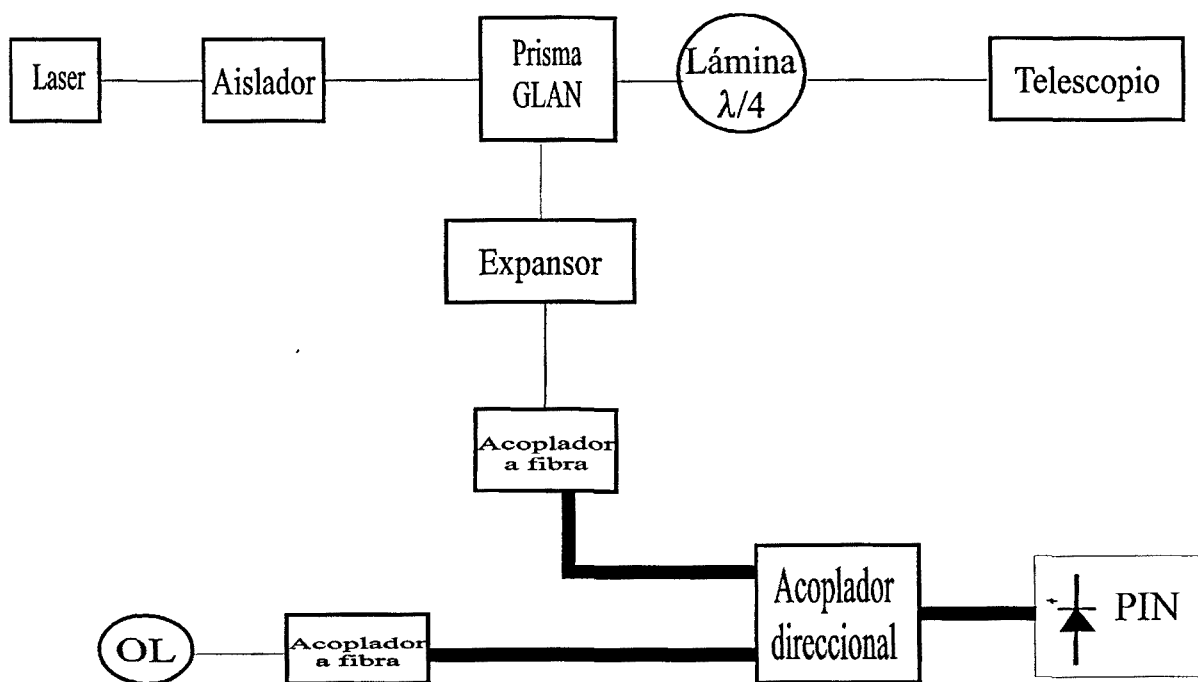 Laser
Aislador
Prisma
GLAN
Lámina
λ/4
Telescopio
Expansor
Acoplador
a fibra
Acoplador
direccional
PIN
OL
Acoplador
a fibra